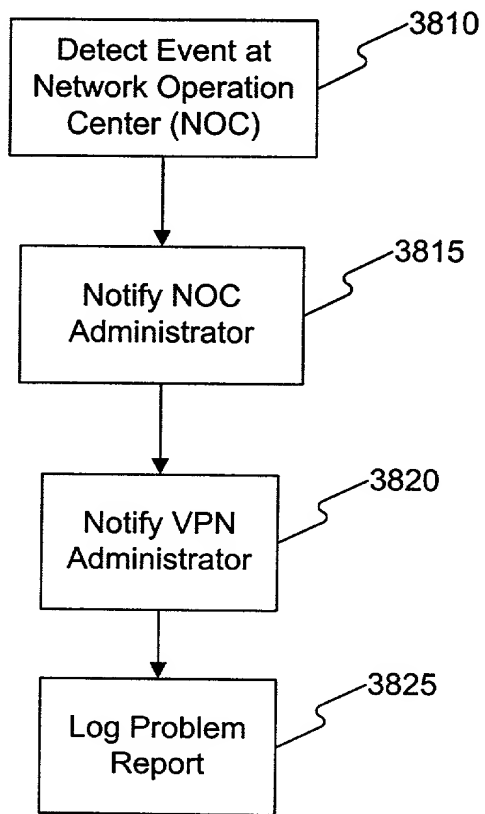 3810
Detect Event at
Network Operation
Center (NOC)
3815
Notify NOC
Administrator
3820
Notify VPN
Administrator
3825
Log Problem
Report